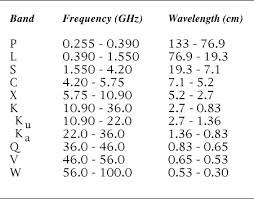 Band Frequency (GHz) Wavelength (cm)
P 0.255 - 0.390 133 - 76.9
L 0.390 - 1.550 76.9 - 19.3
S 1.550 - 4.20 19.3 - 7.1
C 4.20 - 5.75 7.1 - 5.2
X 5.75 - 10.90 5.2 - 2.7
K 10.90 - 36.0 2.7 - 0.83
Ku 10.90 - 22.0 2.7 - 1.36
Ka 22.0 - 36.0 1.36 - 0.83
Q 36.0 - 46.0 0.83 - 0.65
V 46.0 - 56.0 0.65 - 0.53
W 56.0 - 100.0 0.53 - 0.30